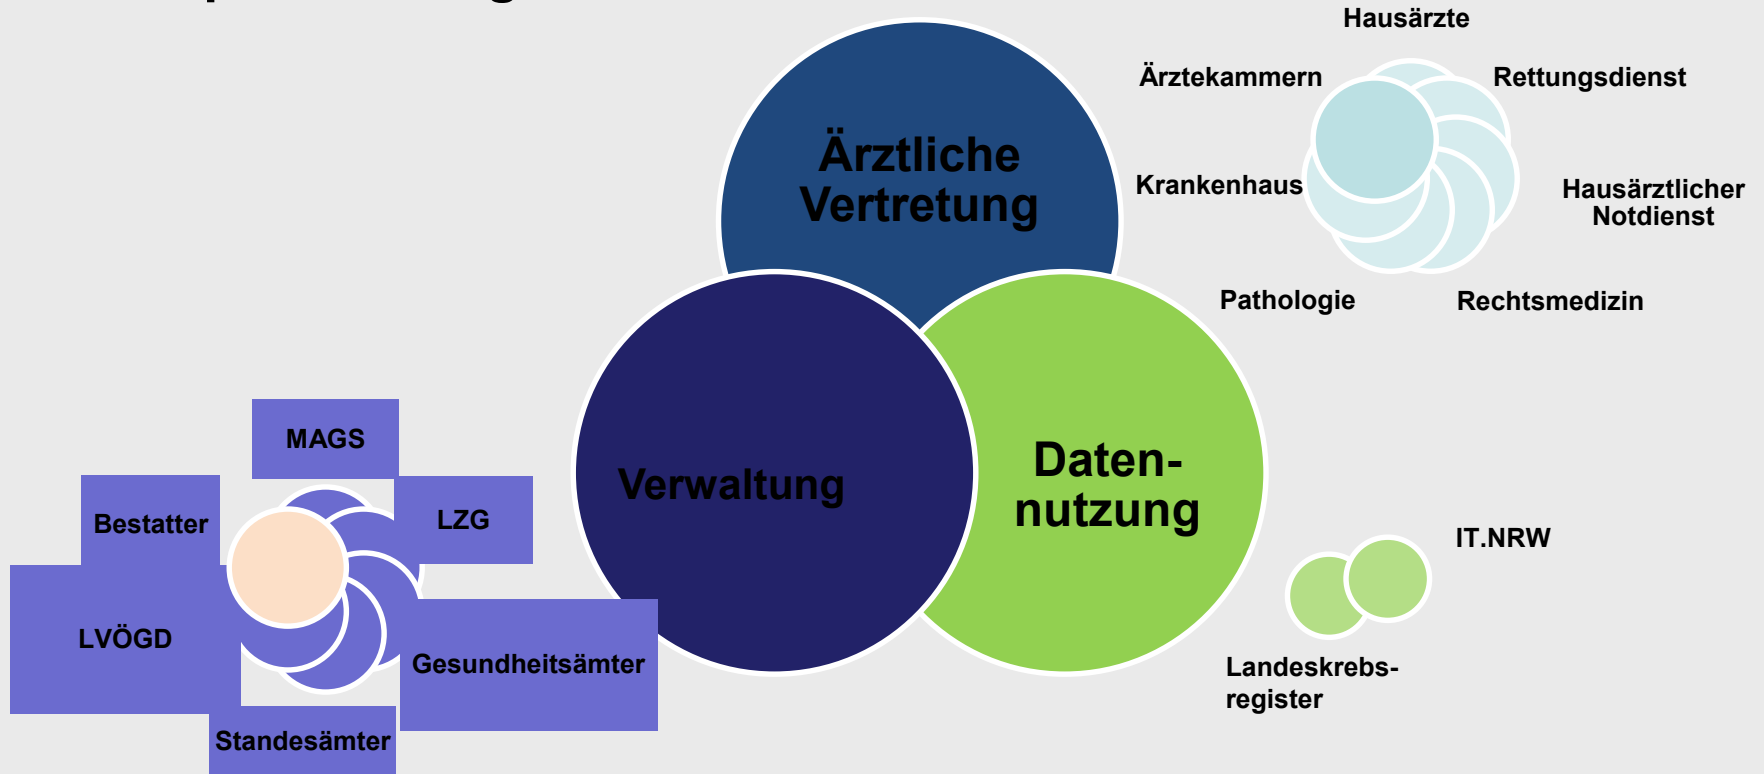 Hausärzte
Ärztekammern
Rettungsdienst
Krankenhaus
Hausärztlicher
Notdienst
Pathologie
Rechtsmedizin
Ärztliche
Vertretung
Verwaltung
Daten-
nutzung
MAGS
Bestatter
LZG
LVÖGD
Gesundheitsämter
Standesämter
IT.NRW
Landeskrebs-
register